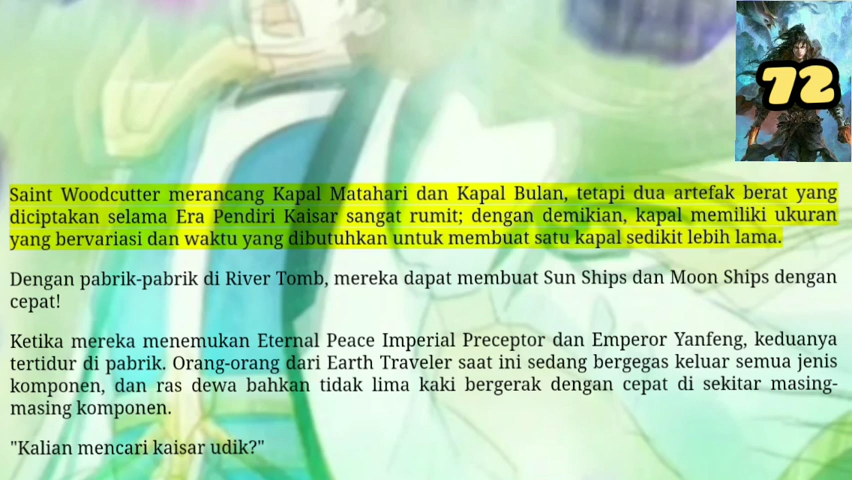 72
Saint Woodcutter merancang Kapal Matahari dan Kapal Bulan, tetapi dua artefak berat yang
diciptakan selama Era Pendiri Kaisar sangat rumit; dengan demikian, kapal memiliki ukuran
yang bervariasi dan waktu yang dibutuhkan untuk membuat satu kapal sedikit lebih lama.
Dengan pabrik-pabrik di River Tomb, mereka dapat membuat Sun Ships dan Moon Ships dengan
cepat!
Ketika mereka menemukan Eternal Peace Imperial Preceptor dan Emperor Yanfeng, keduanya
tertidur di pabrik. Orang-orang dari Earth Traveler saat ini sedang bergegas keluar semua jenis
komponen, dan ras dewa bahkan tidak lima kaki bergerak dengan cepat di sekitar masing-
masing komponen.
"Kalian mencari kaisar udik?"